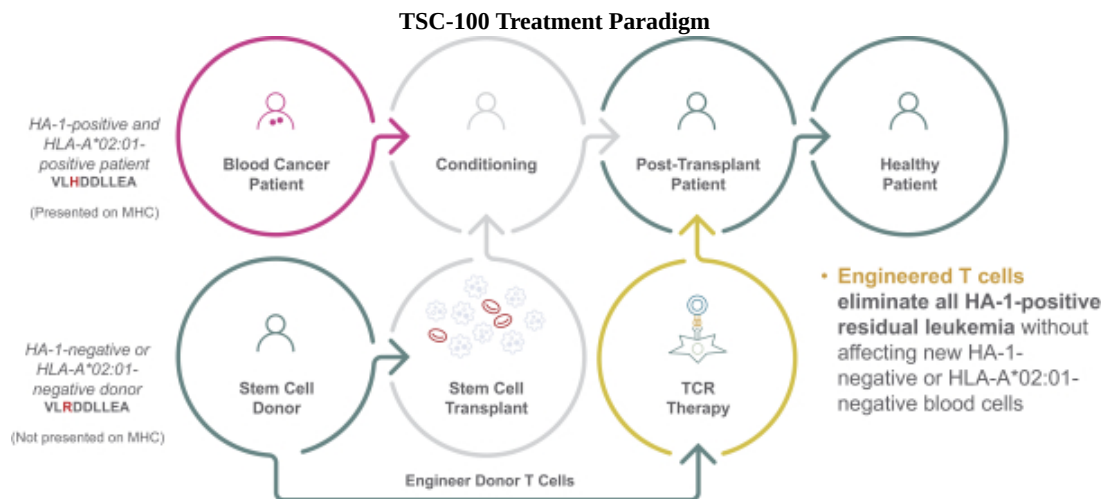 TSC-100 Treatment Paradigm
HA-1-positive and
HLA-A*02:01-
positive patient
VLHDDLLEA
(Presented on MHC)
Blood Cancer
Patient
Conditioning
Post-Transplant
Patient
Healthy
Patient
HA-1-negative or
HLA-A*02:01-
negative donor
VLRDDLLEA
(Not presented on MHC)
Stem Cell
Donor
Stem Cell
Transplant
TCR
Therapy
• Engineered T cells
eliminate all HA-1-positive
residual leukemia without
affecting new HA-1-
negative or HLA-A*02:01-
negative blood cells
Engineer Donor T Cells